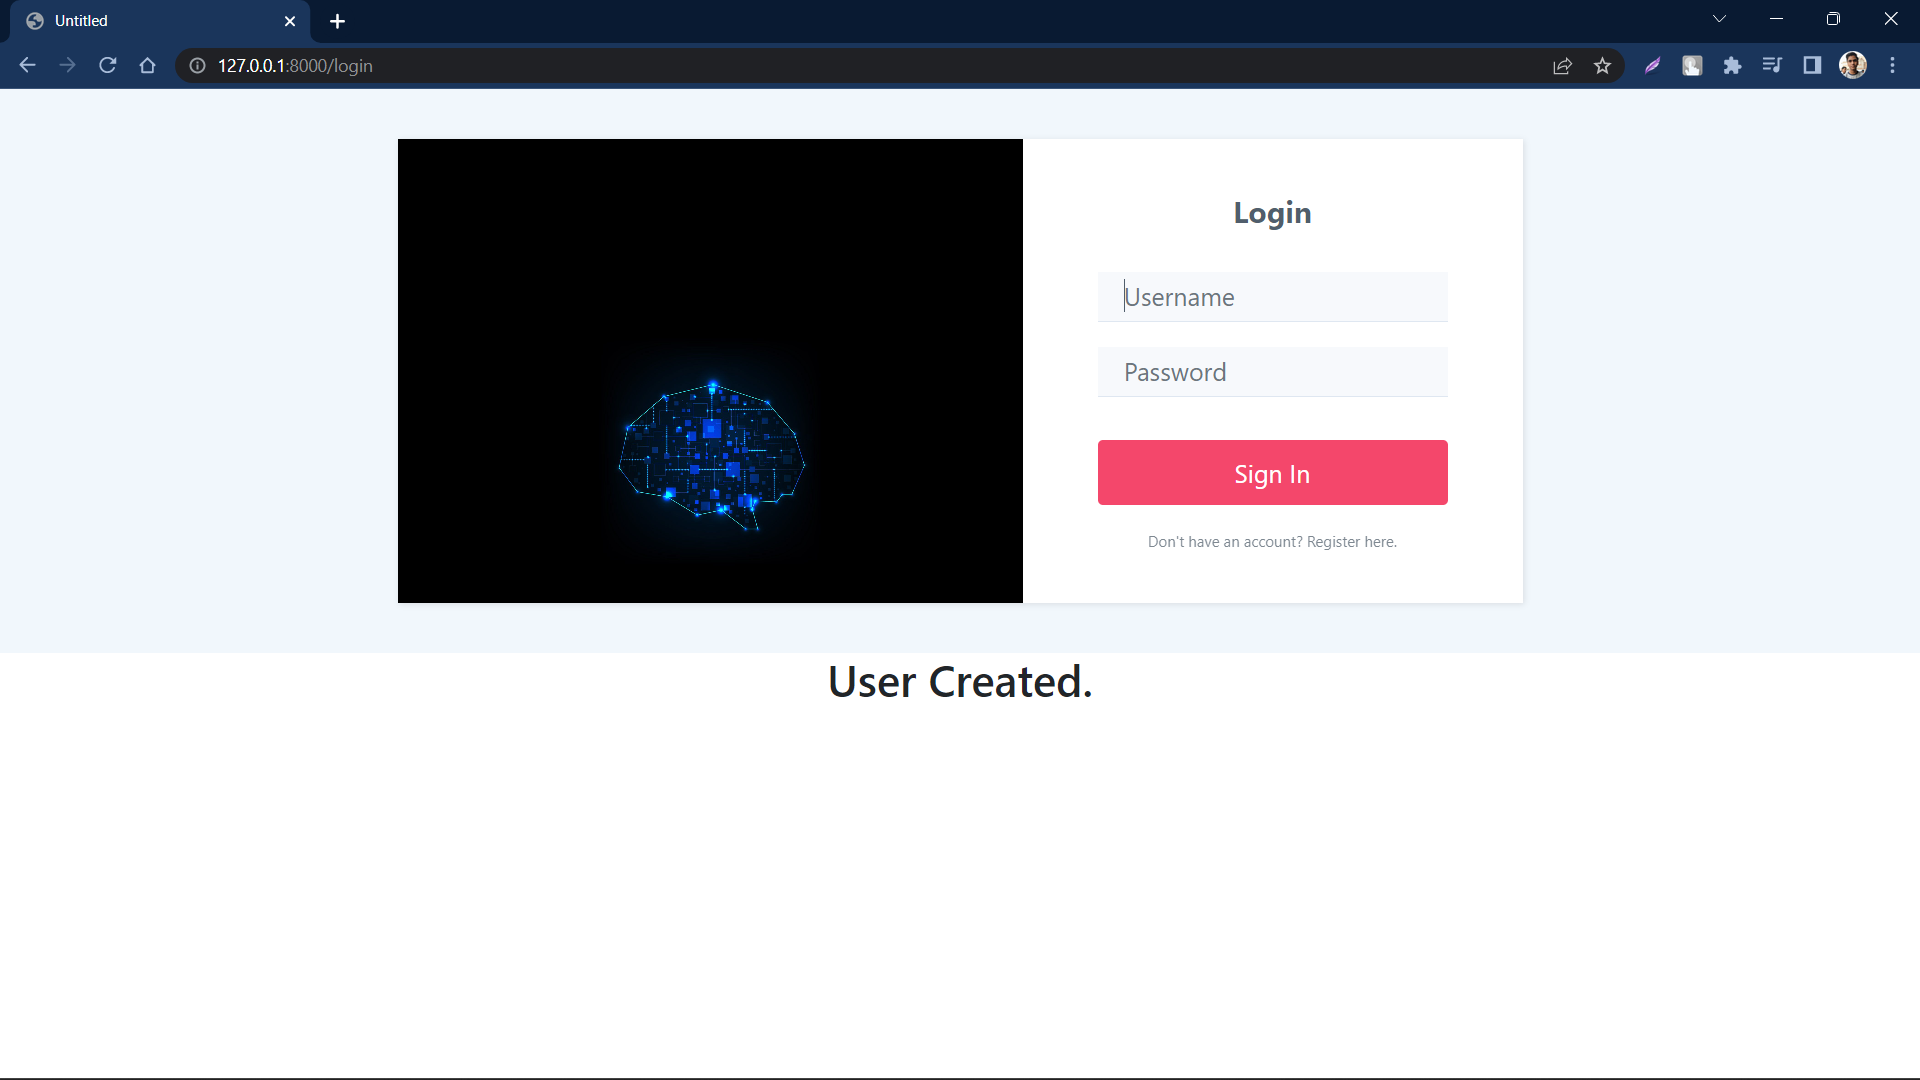 Untitled
127.0.0.1:8000/login
Login
Username
Password
Sign In
Don't have an account? Register here.
User Created.